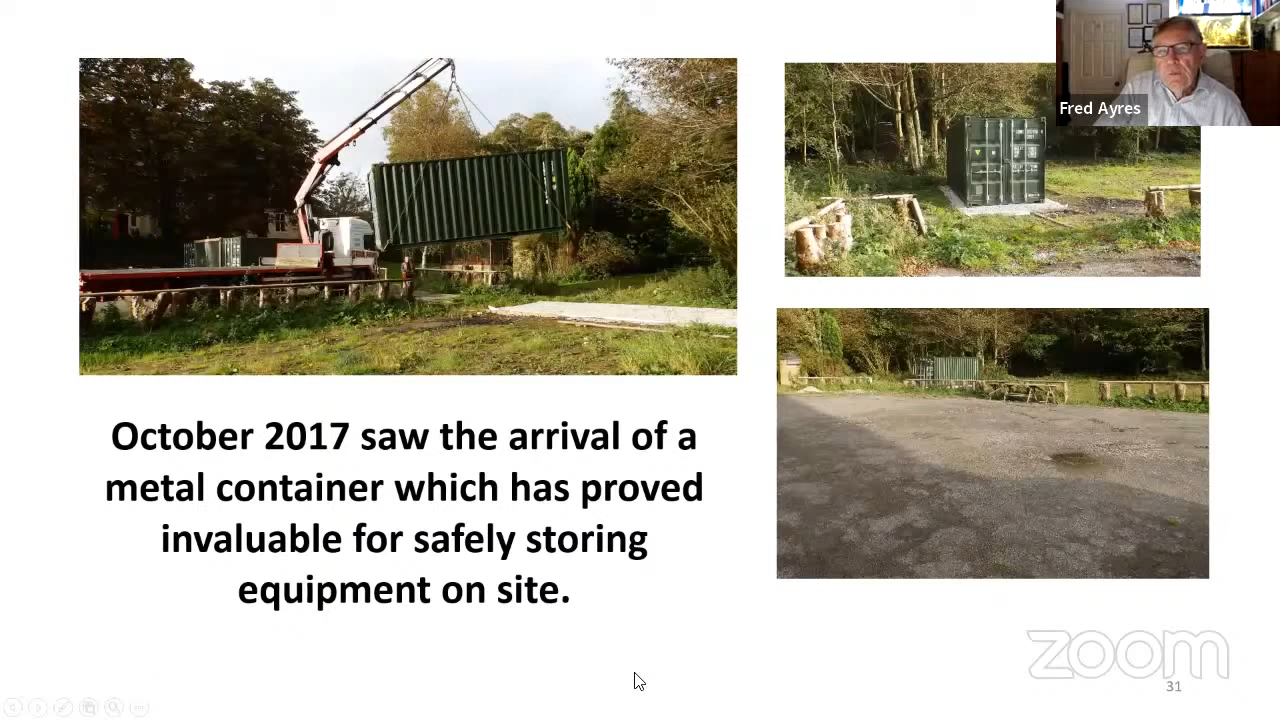 Fred Ayres
October 2017 saw the arrival of a
metal container which has proved
invaluable for safely storing
equipment on site.
zoom
31